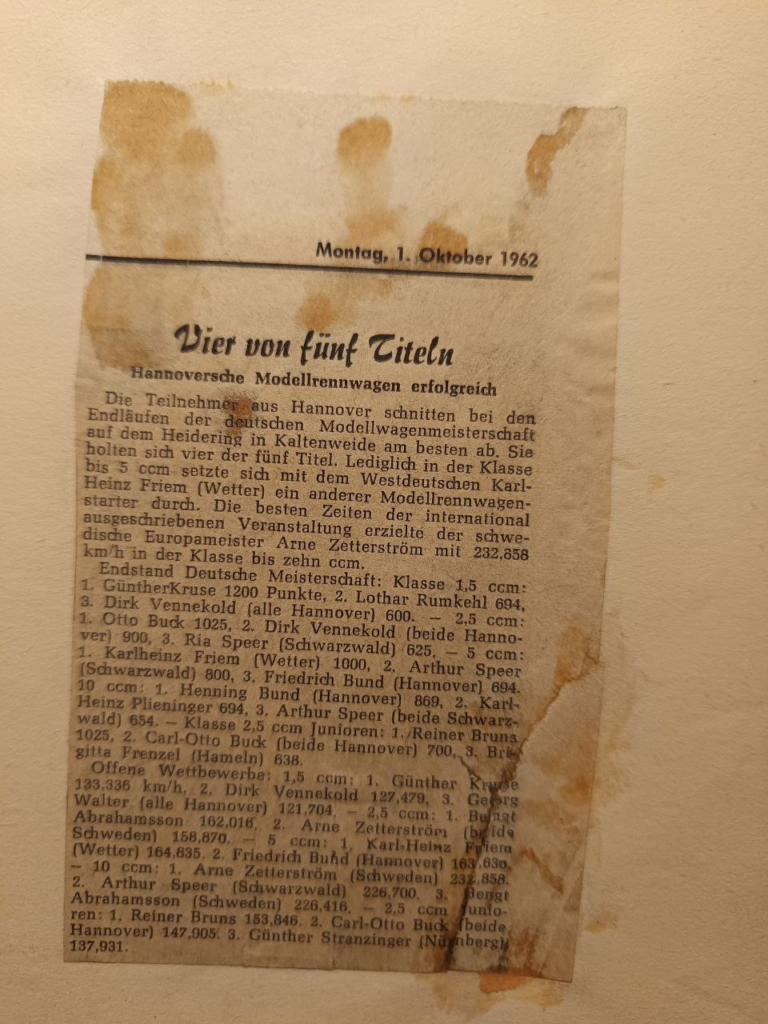 Montag, 1. Oktober 1962
Vier von fünf Titeln
Hannoversche Modellrennwagen erfolgreich
Die Teilnehmer aus Hannover schnitten bei den
Endläufen der deutschen Modellwagenmeisterschaft
auf dem Heidering in Kaltenweide am besten ab. Sie
holten sich vier der fünf Titel. Lediglich in der Klasse
bis 5 ccm setzte sich mit dem Westdeutschen Karl-
Heinz Friem (Wetter) ein anderer Modellrennwagen-
starter durch. Die besten Zeiten der international
ausgeschriebenen Veranstaltung erzielte der schwe-
dische Europameister Arne Zetterström mit 232,858
km/h in der Klasse bis zehn ccm.
Endstand Deutsche Meisterschaft: Klasse 1,5 ccm:
1. GüntherKruse 1200 Punkte, 2. Lothar Rumkehl 694,
3. Dirk Vennekold (alle Hannover) 600. — 2,5 ccm:
1. Otto Buck 1025, 2. Dirk Vennekold (beide Hanno-
ver) 900, 3. Ria Speer (Schwarzwald) 625, — 5 ccm:
1. Karlheinz Friem (Wetter) 1000, 2. Arthur Speer
(Schwarzwald) 800, 3. Friedrich Bund (Hannover) 694.
10 ccm: 1. Henning Bund (Hannover) 869, 2. Karl-
Heinz Plieninger 694, 3. Arthur Speer (beide Schwarz-
wald) 654. — Klasse 2,5 ccm Junioren: 1. Reiner Bruns
1025, 2. Carl-Otto Buck (beide Hannover) 700, 3. Bri-
gitta Frenzel (Hameln) 638.
Offene Wettbewerbe: 1,5 ccm: 1. Günther Kruse
133,336 km/h, 2. Dirk Vennekold 127,479, 3. Georg
Walter (alle Hannover) 121,704, — 2,5 ccm: 1. Bengt
Abrahamsson 162,016, 2. Arne Zetterström (beide
Schweden) 158,870. — 5 ccm: 1. Karl-Heinz Friem
(Wetter) 164,635. 2. Friedrich Bund (Hannover) 163,630,
— 10 ccm: 1. Arne Zetterström (Schweden) 232,858.
2. Arthur Speer (Schwarzwald) 226,700. 3. Bengt
Abrahamsson (Schweden) 226,416. — 2,5 ccm Junio-
ren: 1. Reiner Bruns 153,846. 2. Carl-Otto Buck (beide
Hannover) 147,905. 3. Günther Stranzinger (Nürnberg)
137,931.